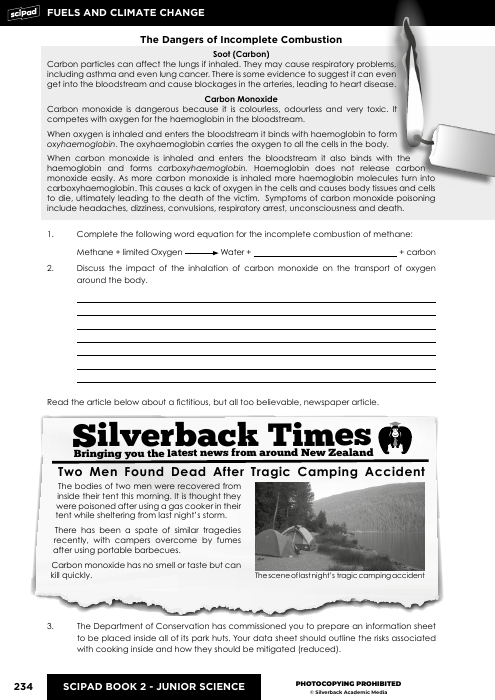 scipad
FUELS AND CLIMATE CHANGE
The Dangers of Incomplete Combustion
Soot (Carbon)
Carbon particles can affect the lungs if inhaled. They may cause respiratory problems,
including asthma and even lung cancer. There is some evidence to suggest it can even
get into the bloodstream and cause blockages in the arteries, leading to heart disease.
Carbon Monoxide
Carbon monoxide is dangerous because it is colourless, odourless and very toxic. It
competes with oxygen for the haemoglobin in the bloodstream.
When oxygen is inhaled and enters the bloodstream it binds with haemoglobin to form
oxyhaemoglobin. The oxyhaemoglobin carries the oxygen to all the cells in the body.
When carbon monoxide is inhaled and enters the bloodstream it also binds with the
haemoglobin and forms carboxyhaemoglobin. Haemoglobin does not release carbon
monoxide easily. As more carbon monoxide is inhaled more haemoglobin molecules turn into
carboxyhaemoglobin. This causes a lack of oxygen in the cells and causes body tissues and cells
to die, ultimately leading to the death of the victim. Symptoms of carbon monoxide poisoning
include headaches, dizziness, convulsions, respiratory arrest, unconsciousness and death.
1. Complete the following word equation for the incomplete combustion of methane:
Methane + limited Oxygen Water + + carbon
2. Discuss the impact of the inhalation of carbon monoxide on the transport of oxygen
around the body.
Read the article below about a fictitious, but all too believable, newspaper article.
Silverback Times
Bringing you the latest news from around New Zealand
Two Men Found Dead After Tragic Camping Accident
The bodies of two men were recovered from
inside their tent this morning. It is thought they
were poisoned after using a gas cooker in their
tent while sheltering from last night's storm.
There has been a spate of similar tragedies
recently, with campers overcome by fumes
after using portable barbecues.
Carbon monoxide has no smell or taste but can
kill quickly.
The scene of last night's tragic camping accident
3. The Department of Conservation has commissioned you to prepare an information sheet
to be placed inside all of its park huts. Your data sheet should outline the risks associated
with cooking inside and how they should be mitigated (reduced).
234
SCIPAD BOOK 2 - JUNIOR SCIENCE
PHOTOCOPYING PROHIBITED
© Silverback Academic Media